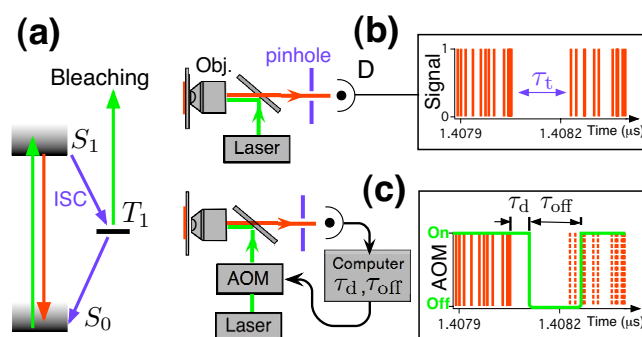 (a)
Bleaching
S₁
ISC
T₁
S₀
(b)
Obj.
pinhole
D
Laser
Signal
1
0
τt
1.4079
1.4082
Time (μs)
(c)
AOM
Laser
Computer
τd,τoff
τd
τoff
AOM
On
Off
1.4079
1.4082
Time (μs)